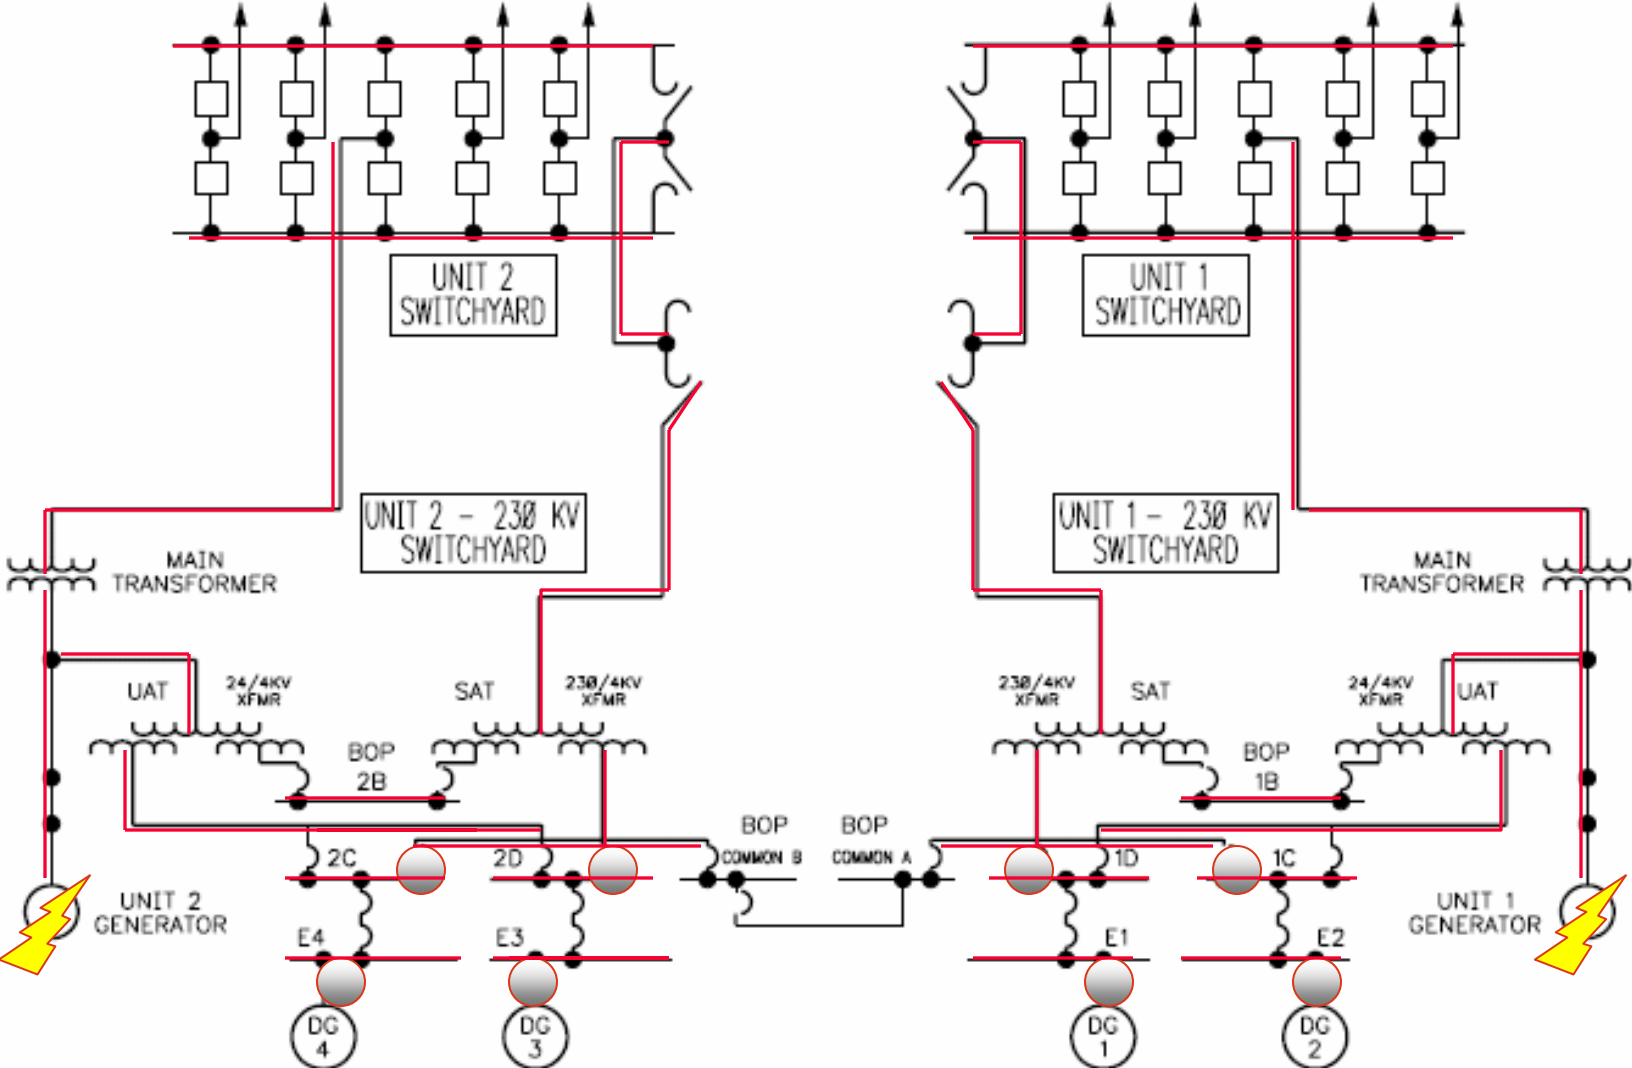 UNIT 2
SWITCHYARD
UNIT 1
SWITCHYARD
UNIT 2 - 230 KV
SWITCHYARD
UNIT 1 - 230 KV
SWITCHYARD
MAIN
TRANSFORMER
MAIN
TRANSFORMER
UAT
24/4KV
XFMR
SAT
230/4KV
XFMR
230/4KV
XFMR
SAT
24/4KV
XFMR
UAT
BOP
2B
BOP
1B
BOP
COMMON B
BOP
COMMON A
2C
2D
1D
1C
UNIT 2
GENERATOR
UNIT 1
GENERATOR
E4
E3
E1
E2
DG
4
DG
3
DG
1
DG
2